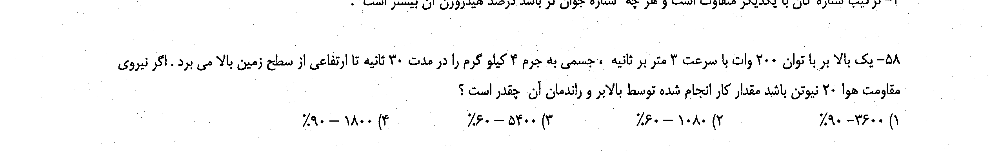 ۴- ترکیب ستاره گان با یکدیگر متفاوت است و هر چه ستاره جوان تر باشد درصد هیدروژن آن بیشتر است .
۵۸- یک بالا بر با توان ۲۰۰ وات با سرعت ۳ متر بر ثانیه ، جسمی به جرم ۴ کیلو گرم را در مدت ۳۰ ثانیه تا ارتفاعی از سطح زمین بالا می برد . اگر نیروی
مقاومت هوا ۲۰ نیوتن باشد مقدار کار انجام شده توسط بالابر و راندمان آن چقدر است ؟
۱) ۳۶۰۰- ۹۰٪ ۲) ۱۰۸۰ - ۶۰٪ ۳) ۵۴۰۰ - ۶۰٪ ۴) ۱۸۰۰ - ۹۰٪